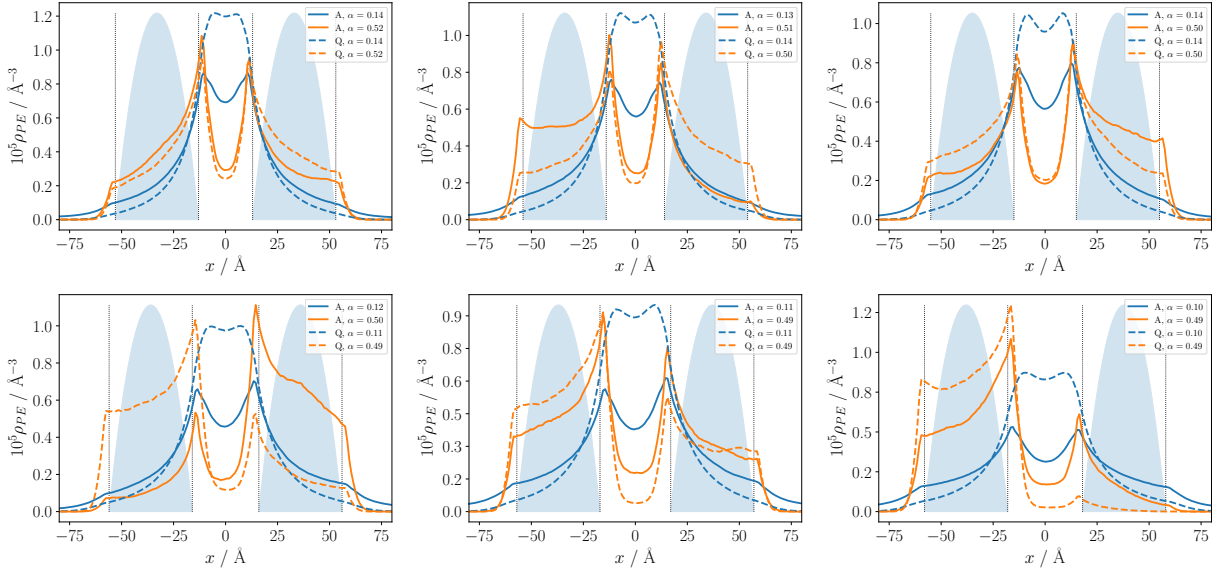 A, α = 0.14
A, α = 0.52
Q, α = 0.14
Q, α = 0.52
10⁵ρ_PE / Å⁻³
0.0
0.2
0.4
0.6
0.8
1.0
1.2
−75
−50
−25
0
25
50
75
x / Å
A, α = 0.13
A, α = 0.51
Q, α = 0.14
Q, α = 0.50
10⁵ρ_PE / Å⁻³
0.0
0.2
0.4
0.6
0.8
1.0
−75
−50
−25
0
25
50
75
x / Å
A, α = 0.14
A, α = 0.50
Q, α = 0.14
Q, α = 0.50
10⁵ρ_PE / Å⁻³
0.0
0.2
0.4
0.6
0.8
1.0
−75
−50
−25
0
25
50
75
x / Å
A, α = 0.12
A, α = 0.50
Q, α = 0.11
Q, α = 0.49
10⁵ρ_PE / Å⁻³
0.0
0.2
0.4
0.6
0.8
1.0
−75
−50
−25
0
25
50
75
x / Å
A, α = 0.11
A, α = 0.49
Q, α = 0.11
Q, α = 0.49
10⁵ρ_PE / Å⁻³
0.0
0.2
0.3
0.5
0.6
0.8
0.9
−75
−50
−25
0
25
50
75
x / Å
A, α = 0.10
A, α = 0.49
Q, α = 0.10
Q, α = 0.49
10⁵ρ_PE / Å⁻³
0.0
0.2
0.4
0.6
0.8
1.0
1.2
−75
−50
−25
0
25
50
75
x / Å